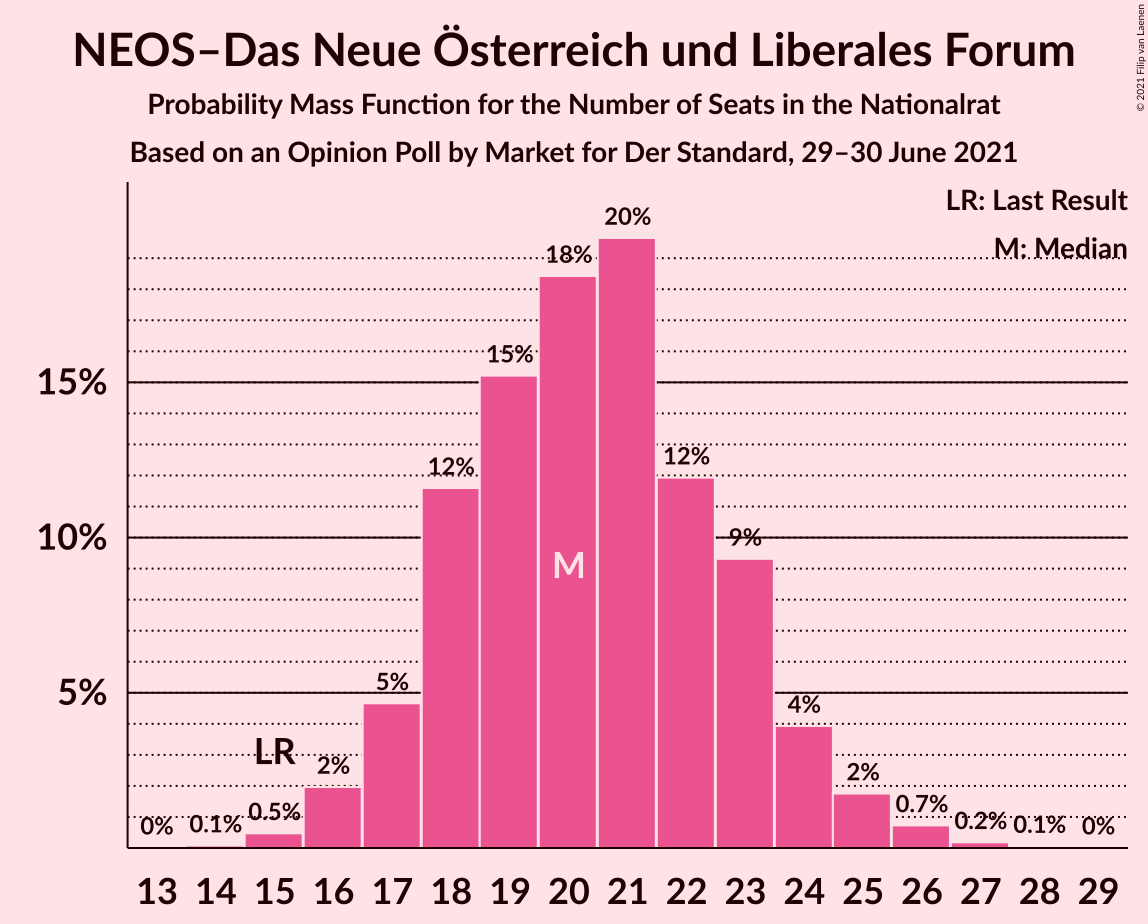 NEOS–Das Neue Österreich und Liberales Forum
Probability Mass Function for the Number of Seats in the Nationalrat
Based on an Opinion Poll by Market for Der Standard, 29–30 June 2021
© 2021 Filip van Laenen
LR: Last Result
M: Median
20%
18%
15%
15%
12%
12%
10%
9%
M
5%
5%
4%
LR
2%
2%
0%
0.1%
0.5%
0.7%
0.2%
0.1%
0%
13 14 15 16 17 18 19 20 21 22 23 24 25 26 27 28 29